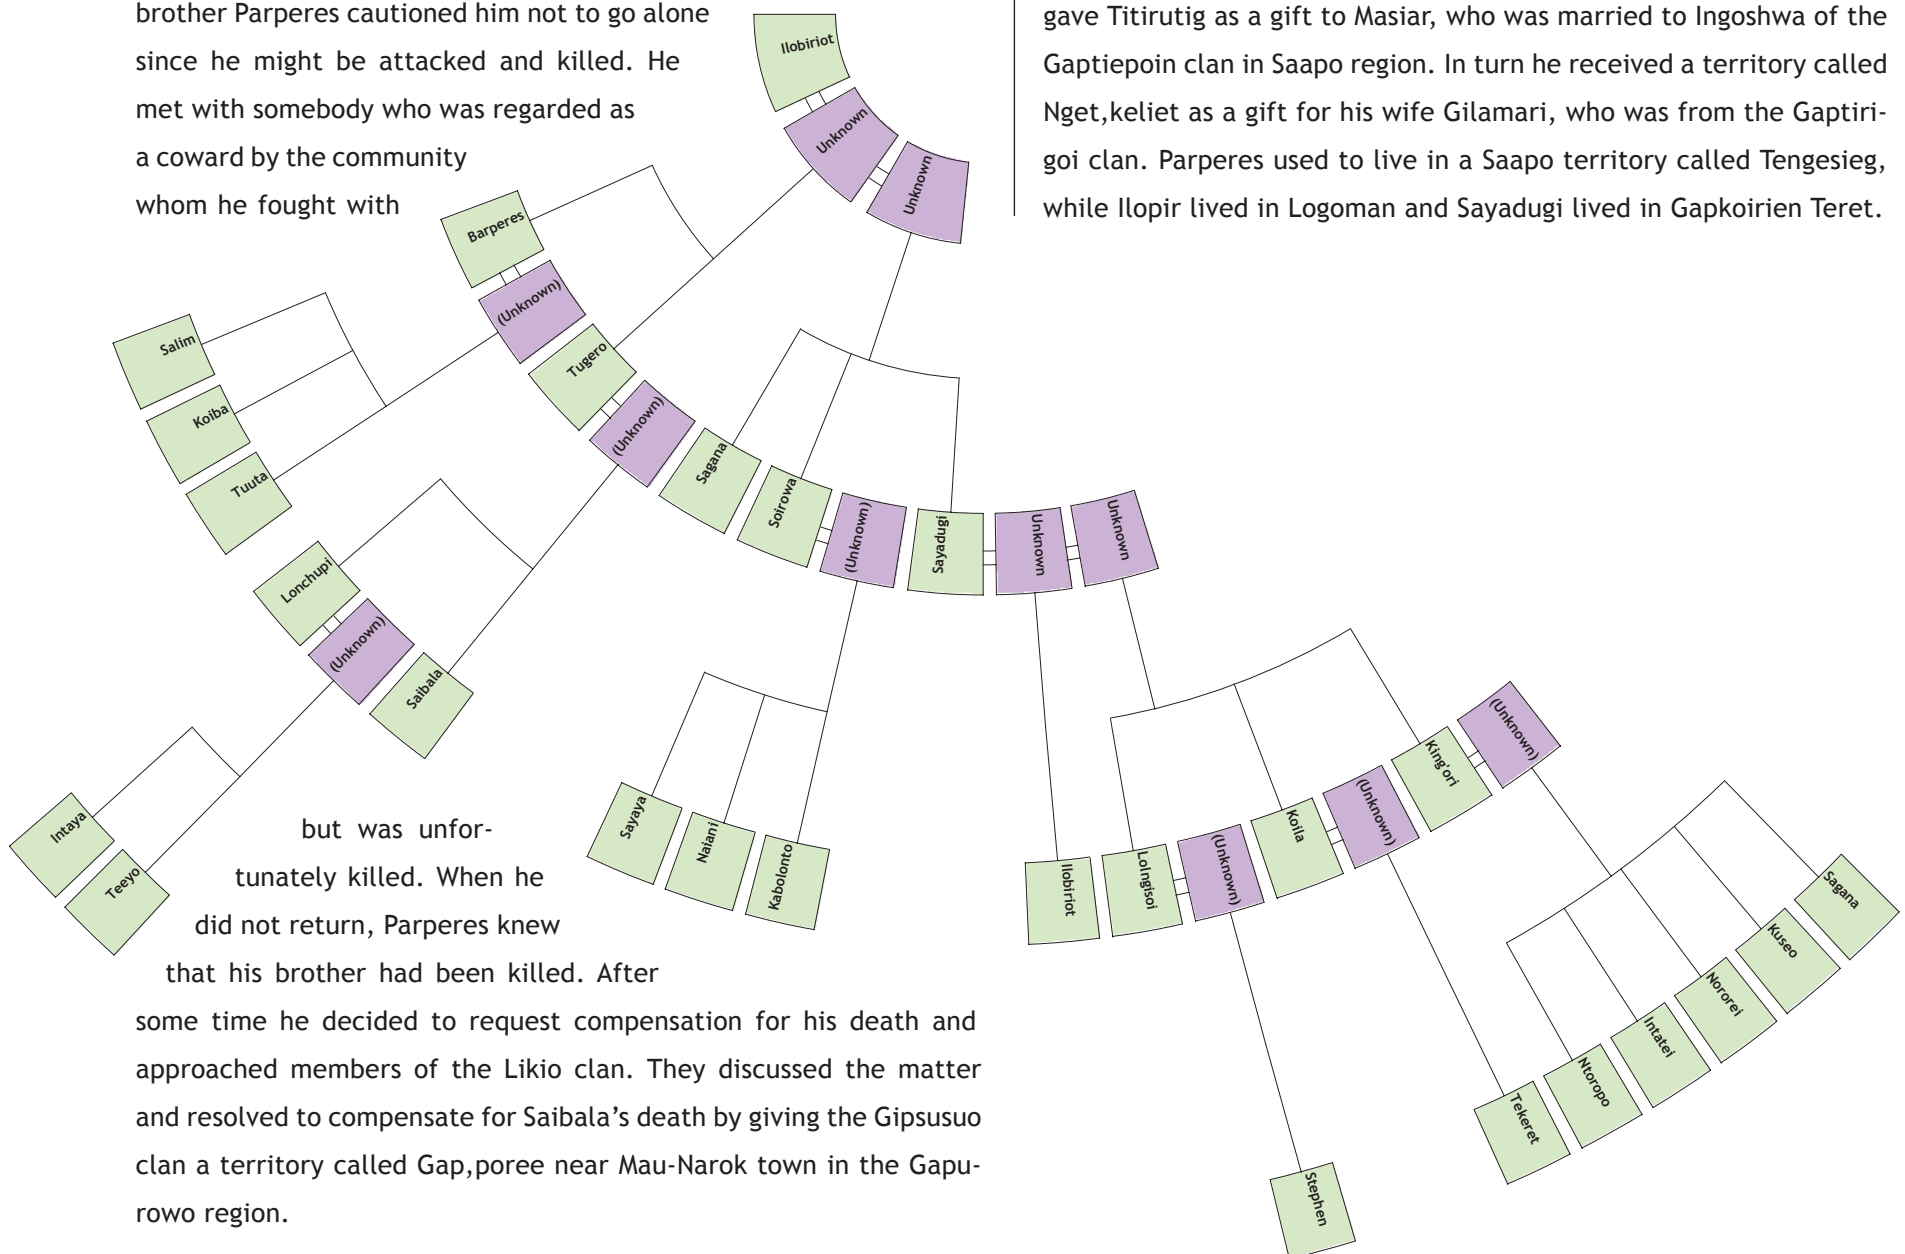 brother Parperes cautioned him not to go alone
since he might be attacked and killed. He
met with somebody who was regarded as
a coward by the community
whom he fought with
but was unfor-
tunately killed. When he
did not return, Parperes knew
that his brother had been killed. After
some time he decided to request compensation for his death and
approached members of the Likio clan. They discussed the matter
and resolved to compensate for Saibala’s death by giving the Gipsusuo
clan a territory called Gap,poree near Mau-Narok town in the Gapu-
rowo region.
gave Titirutig as a gift to Masiar, who was married to Ingoshwa of the
Gaptiepoin clan in Saapo region. In turn he received a territory called
Nget,keliet as a gift for his wife Gilamari, who was from the Gaptiri-
goi clan. Parperes used to live in a Saapo territory called Tengesieg,
while Ilopir lived in Logoman and Sayadugi lived in Gapkoirien Teret.
Ilobiriot
Unknown
Unknown
Barperes
(Unknown)
Tugero
(Unknown)
Sagana
Soirowa
(Unknown)
Sayadugi
Unknown
Unknown
Salim
Koiba
Tuuta
Lonchupi
(Unknown)
Saibala
Sayaya
Naiani
Kabolonto
Ilobiriot
Lolngisoi
(Unknown)
Koila
(Unknown)
King'ori
(Unknown)
Intaya
Teeyo
Stephen
Tekeret
Ntoropo
Intatei
Nororei
Kuseo
Sagana